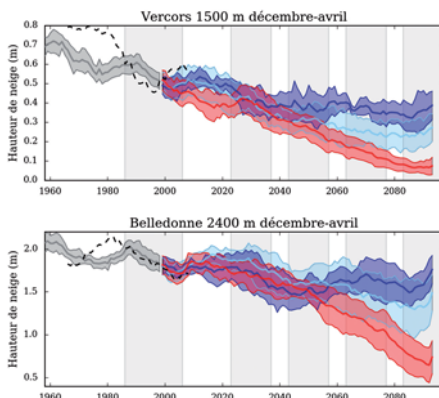 Vercors 1500 m décembre-avril
Hauteur de neige (m)
0.8
0.7
0.6
0.5
0.4
0.3
0.2
0.1
0.0
1960 1980 2000 2020 2040 2060 2080
Belledonne 2400 m décembre-avril
Hauteur de neige (m)
2.0
1.5
1.0
0.5
1960 1980 2000 2020 2040 2060 2080